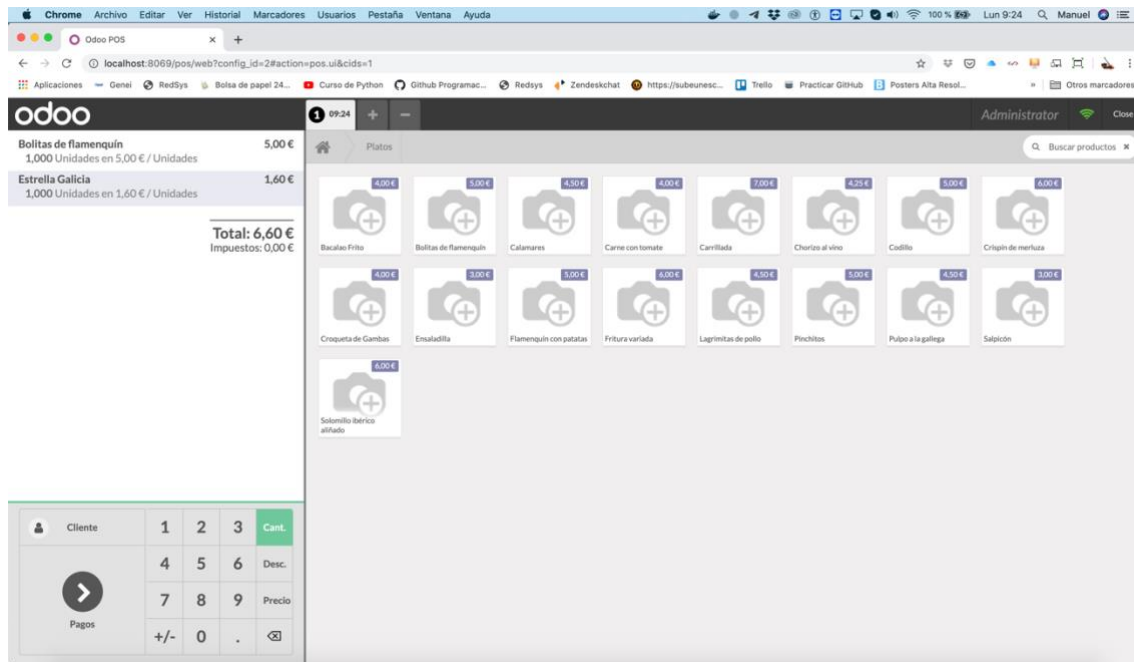 Chrome Archivo Editar Ver Historial Marcadores Usuarios Pestaña Ventana Ayuda
100 % Lun 9:24 Manuel
Odoo POS
localhost:8069/pos/web?config_id=2#action=pos.ui&cids=1
Aplicaciones Genei RedSys Bolsa de papel 24... Curso de Python Github Programac... Redsys Zendeskchat https://subeunesc... Trello Practicar GitHub Posters Alta Resol... » Otros marcadores
odoo
1 09:24 + −
Administrator Close
Bolitas de flamenquín 5,00 €
1,000 Unidades en 5,00 € / Unidades
Estrella Galicia 1,60 €
1,000 Unidades en 1,60 € / Unidades
Total: 6,60 €
Impuestos: 0,00 €
Platos
Buscar productos
4,00 € 5,00 € 4,50 € 4,00 € 7,00 € 4,25 € 5,00 € 6,00 €
Bacalao Frito Bolitas de flamenquín Calamares Carne con tomate Carrillada Chorizo al vino Codillo Crispín de merluza
4,00 € 3,00 € 5,00 € 6,00 € 4,50 € 5,00 € 4,50 € 3,00 €
Croqueta de Gambas Ensaladilla Flamenquín con patatas Fritura variada Lagrimitas de pollo Pinchitos Pulpo a la gallega Salpicón
6,00 €
Solomillo ibérico
aliñado
Cliente 1 2 3 Cant.
4 5 6 Desc.
7 8 9 Precio
Pagos
+/- 0 .